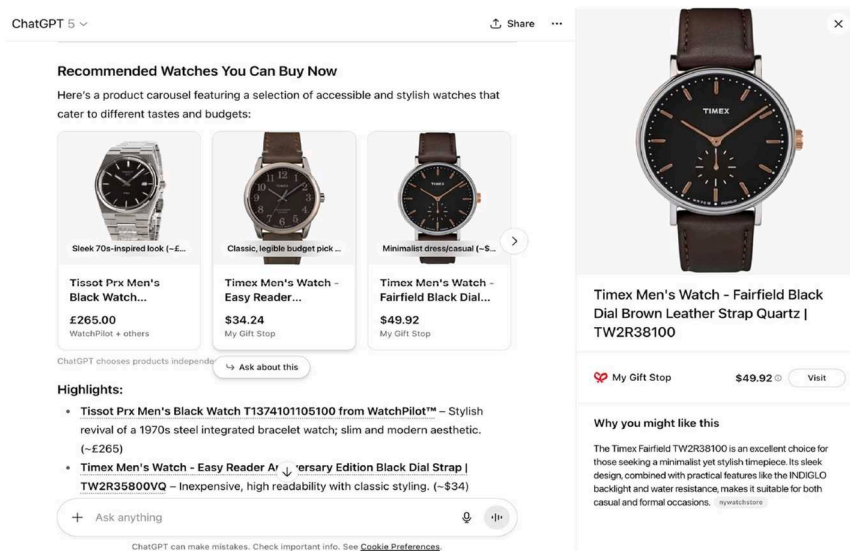 ChatGPT 5
Share
Recommended Watches You Can Buy Now
Here's a product carousel featuring a selection of accessible and stylish watches that
cater to different tastes and budgets:
Sleek 70s-inspired look (~£...
Classic, legible budget pick ...
Minimalist dress/casual (~$...
Tissot Prx Men's
Black Watch...
£265.00
WatchPilot + others
Timex Men's Watch -
Easy Reader...
$34.24
My Gift Stop
Timex Men's Watch -
Fairfield Black Dial...
$49.92
My Gift Stop
ChatGPT chooses products independe
Ask about this
Highlights:
• Tissot Prx Men's Black Watch T1374101105100 from WatchPilot™ – Stylish
revival of a 1970s steel integrated bracelet watch; slim and modern aesthetic.
(~£265)
• Timex Men's Watch - Easy Reader An ersary Edition Black Dial Strap |
TW2R35800VQ – Inexpensive, high readability with classic styling. (~$34)
Ask anything
ChatGPT can make mistakes. Check important info. See Cookie Preferences.
TIMEX
Timex Men's Watch - Fairfield Black
Dial Brown Leather Strap Quartz |
TW2R38100
My Gift Stop
$49.92
Visit
Why you might like this
The Timex Fairfield TW2R38100 is an excellent choice for
those seeking a minimalist yet stylish timepiece. Its sleek
design, combined with practical features like the INDIGLO
backlight and water resistance, makes it suitable for both
casual and formal occasions. nywatchstore